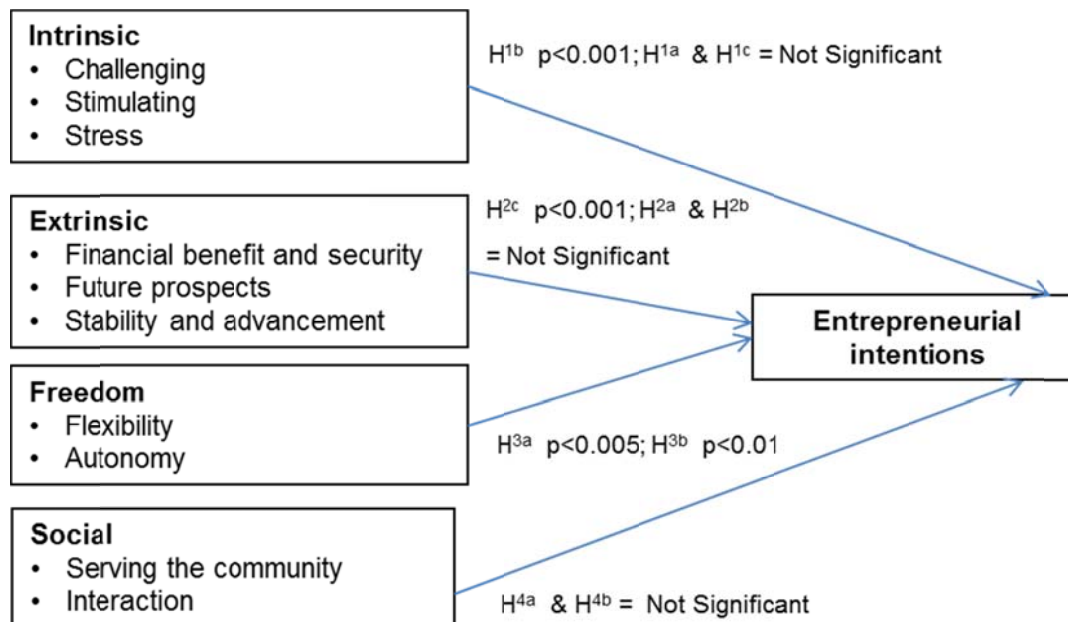 Intrinsic
• Challenging
• Stimulating
• Stress
H1b p<0.001; H1a & H1c = Not Significant
Extrinsic
• Financial benefit and security
• Future prospects
• Stability and advancement
H2c p<0.001; H2a & H2b
= Not Significant
Entrepreneurial
intentions
Freedom
• Flexibility
• Autonomy
H3a p<0.005; H3b p<0.01
Social
• Serving the community
• Interaction
H4a & H4b = Not Significant